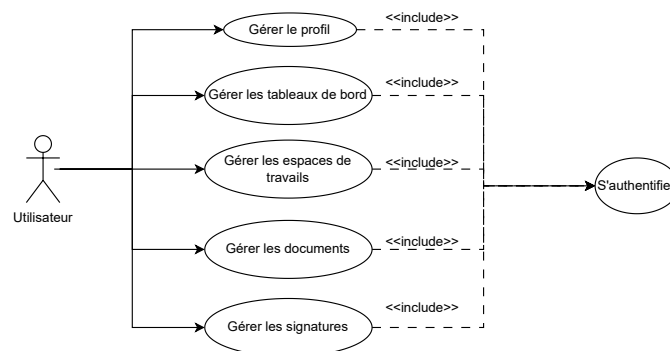 Gérer le profil
<<include>>
Gérer les tableaux de bord
<<include>>
Gérer les espaces de
travails
<<include>>
S'authentifie
Utilisateur
Gérer les documents
<<include>>
Gérer les signatures
<<include>>